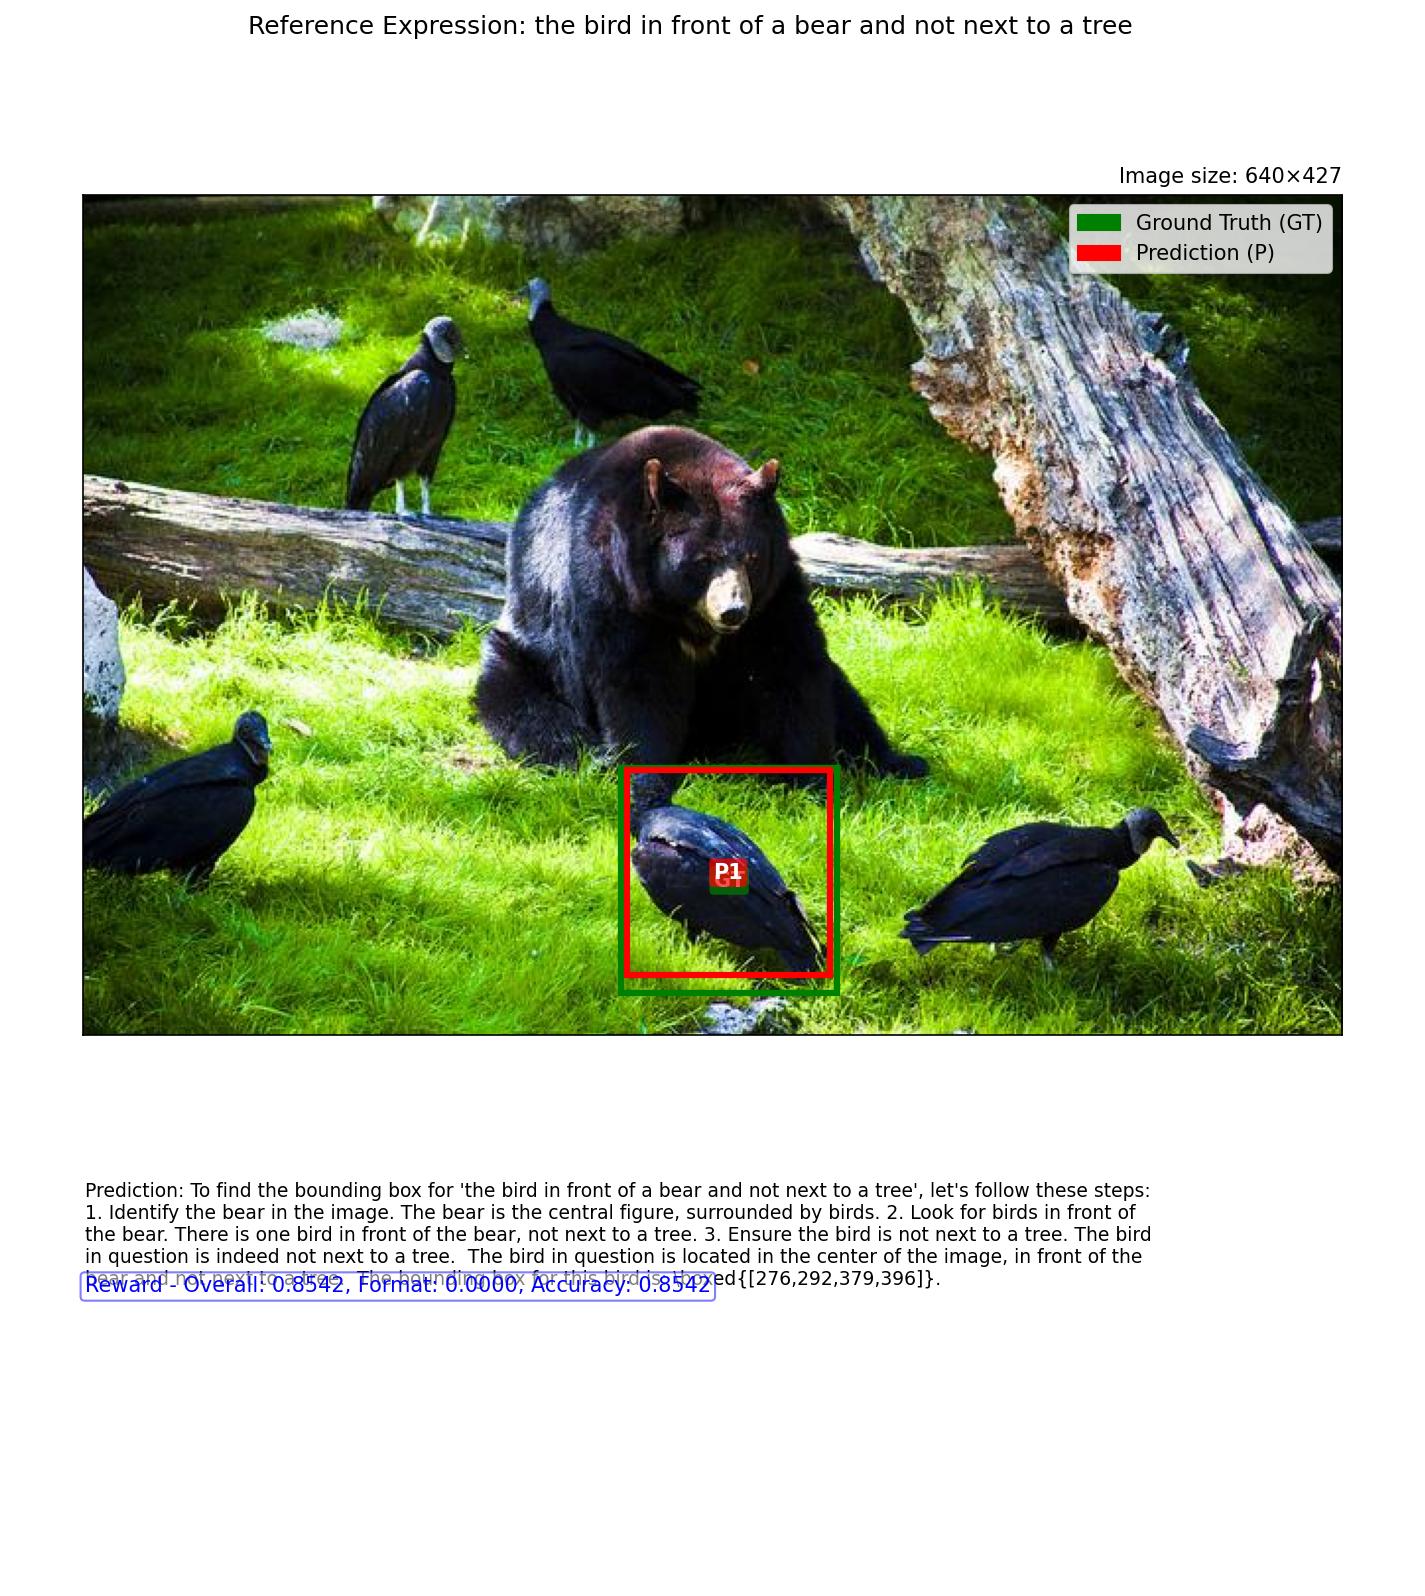 Reference Expression: the bird in front of a bear and not next to a tree
Image size: 640×427
Ground Truth (GT)
Prediction (P)
P1
GT
Prediction: To find the bounding box for 'the bird in front of a bear and not next to a tree', let's follow these steps:
1. Identify the bear in the image. The bear is the central figure, surrounded by birds. 2. Look for birds in front of
the bear. There is one bird in front of the bear, not next to a tree. 3. Ensure the bird is not next to a tree. The bird
in question is indeed not next to a tree.  The bird in question is located in the center of the image, in front of the
bear and not next to a tree.  The bounding box for this bird is \boxed{[276,292,379,396]}.
Reward - Overall: 0.8542, Format: 0.0000, Accuracy: 0.8542